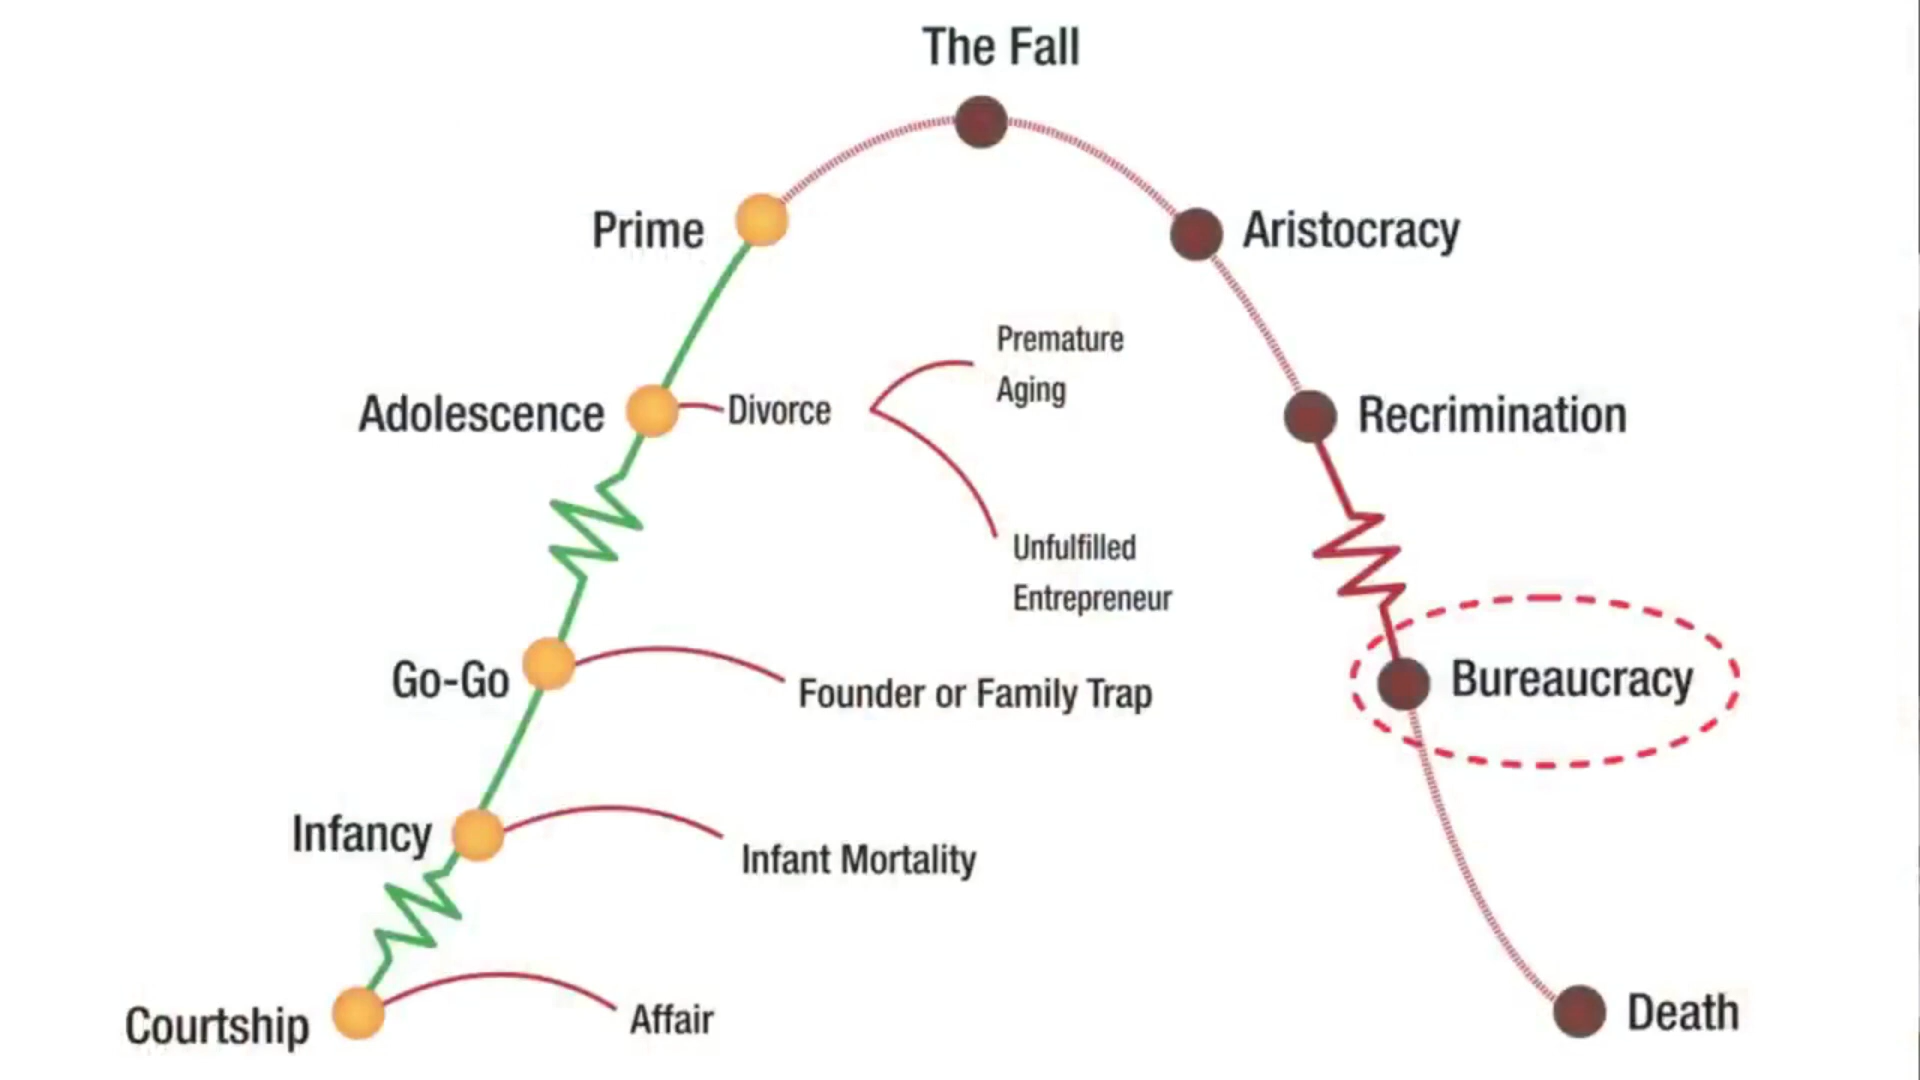 The Fall
Prime
Aristocracy
Premature
Aging
Adolescence
Divorce
Recrimination
Unfulfilled
Entrepreneur
Go-Go
Founder or Family Trap
Bureaucracy
Infancy
Infant Mortality
Courtship
Affair
Death